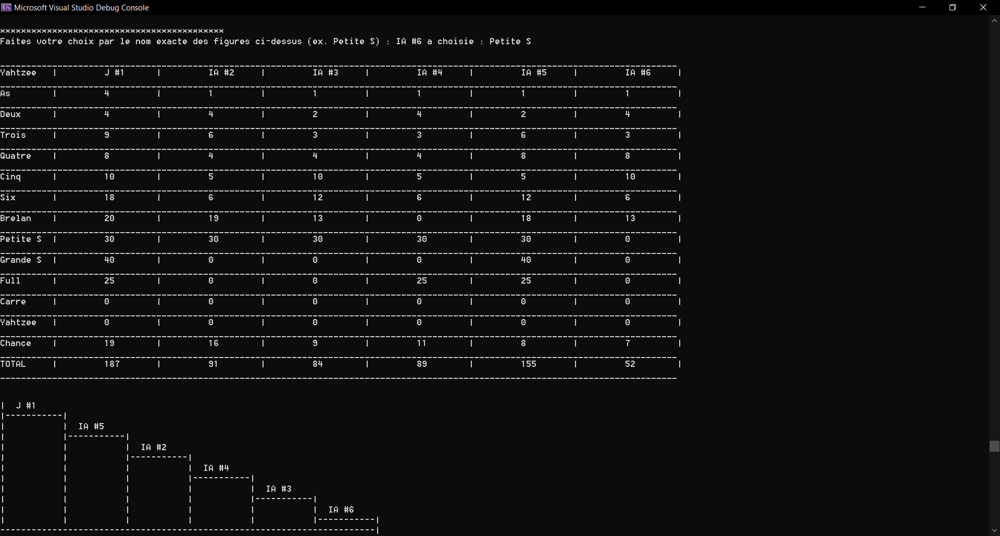 Microsoft Visual Studio Debug Console
*******************************************
Faites votre choix par le nom exacte des figures ci-dessus (ex. Petite S) : IA #6 a choisie : Petite S
Yahtzee | J #1 | IA #2 | IA #3 | IA #4 | IA #5 | IA #6 |
As | 4 | 1 | 1 | 1 | 1 | 1 |
Deux | 4 | 4 | 2 | 4 | 2 | 4 |
Trois | 9 | 6 | 3 | 3 | 6 | 3 |
Quatre | 8 | 4 | 4 | 4 | 8 | 8 |
Cinq | 10 | 5 | 10 | 5 | 5 | 10 |
Six | 18 | 6 | 12 | 6 | 12 | 6 |
Brelan | 20 | 19 | 13 | 0 | 18 | 13 |
Petite S | 30 | 30 | 30 | 30 | 30 | 0 |
Grande S | 40 | 0 | 0 | 0 | 40 | 0 |
Full | 25 | 0 | 0 | 25 | 25 | 0 |
Carre | 0 | 0 | 0 | 0 | 0 | 0 |
Yahtzee | 0 | 0 | 0 | 0 | 0 | 0 |
Chance | 19 | 16 | 9 | 11 | 8 | 7 |
TOTAL | 187 | 91 | 84 | 89 | 155 | 52 |
J #1
IA #5
IA #2
IA #4
IA #3
IA #6